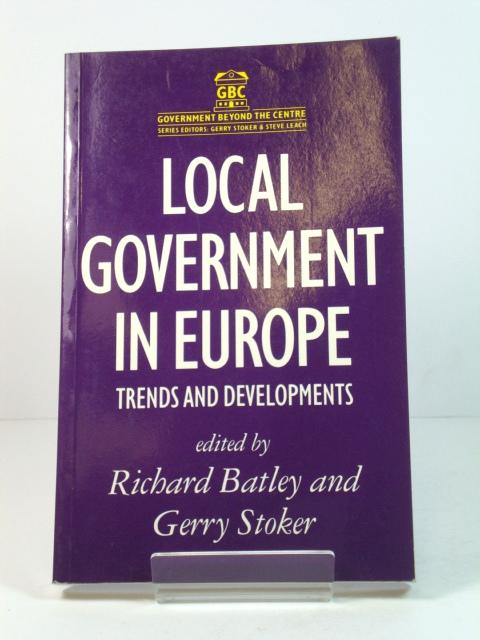 GBC
GOVERNMENT BEYOND THE CENTRE
SERIES EDITORS: GERRY STOKER & STEVE LEACH
LOCAL
GOVERNMENT
IN EUROPE
TRENDS AND DEVELOPMENTS
edited by
Richard Batley and
Gerry Stoker